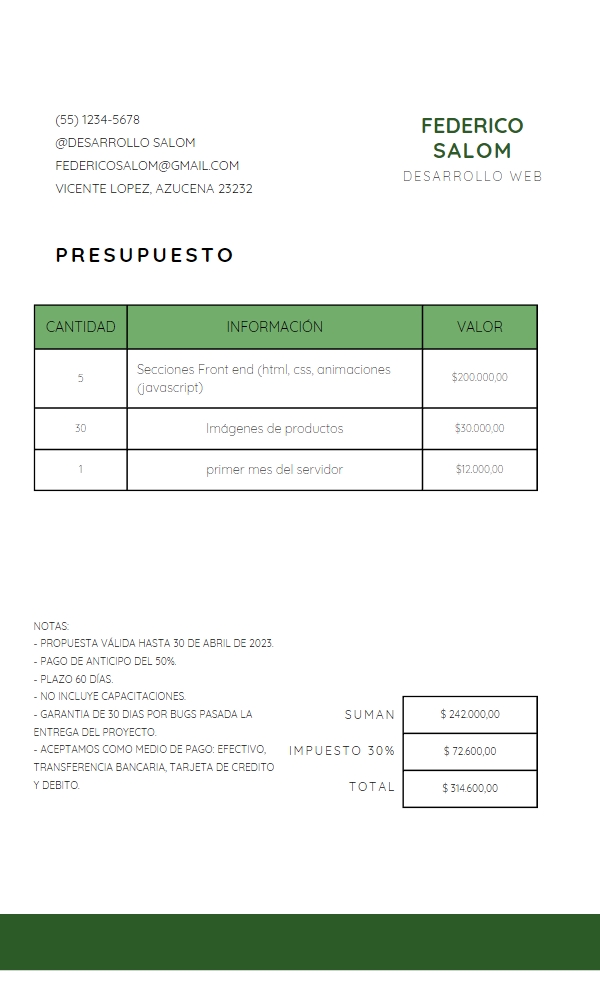 (55) 1234-5678
@DESARROLLO SALOM
FEDERICOSALOM@GMAIL.COM
VICENTE LOPEZ, AZUCENA 23232
FEDERICO
SALOM
DESARROLLO WEB
PRESUPUESTO
CANTIDAD INFORMACIÓN VALOR
5 Secciones Front end (html, css, animaciones (javascript) $200.000,00
30 Imágenes de productos $30.000,00
1 primer mes del servidor $12.000,00
NOTAS:
- PROPUESTA VÁLIDA HASTA 30 DE ABRIL DE 2023.
- PAGO DE ANTICIPO DEL 50%.
- PLAZO 60 DÍAS.
- NO INCLUYE CAPACITACIONES.
- GARANTIA DE 30 DIAS POR BUGS PASADA LA
ENTREGA DEL PROYECTO.
- ACEPTAMOS COMO MEDIO DE PAGO: EFECTIVO,
TRANSFERENCIA BANCARIA, TARJETA DE CREDITO
Y DEBITO.
SUMAN $ 242.000,00
IMPUESTO 30% $ 72.600,00
TOTAL $ 314.600,00